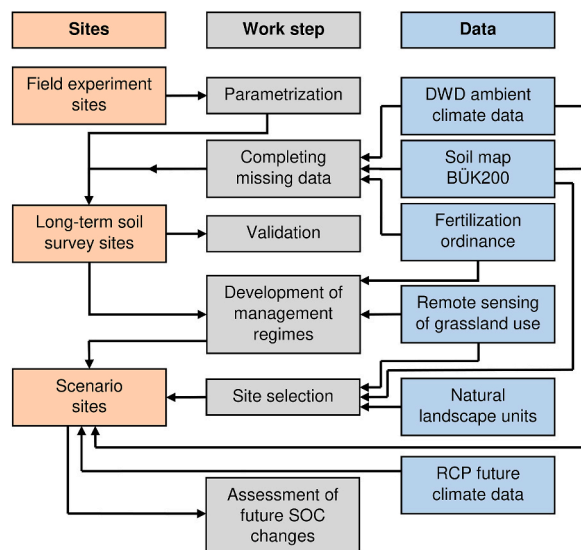 Sites
Work step
Data
Field experiment
sites
Parametrization
DWD ambient
climate data
Completing
missing data
Soil map
BÜK200
Long-term soil
survey sites
Validation
Fertilization
ordinance
Development of
management
regimes
Remote sensing
of grassland use
Scenario
sites
Site selection
Natural
landscape units
RCP future
climate data
Assessment of
future SOC
changes